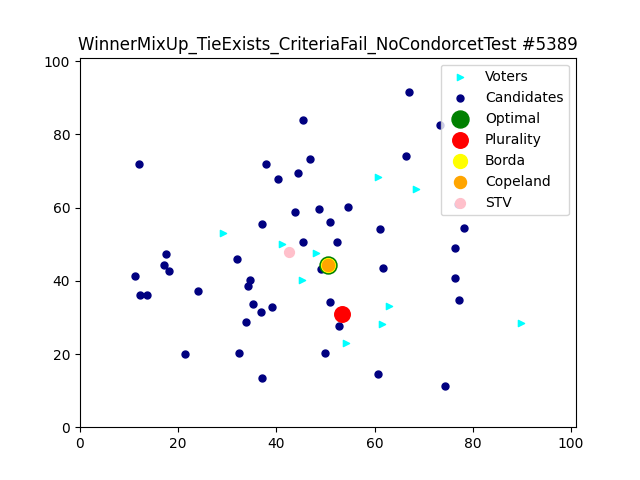 WinnerMixUp_TieExists_CriteriaFail_NoCondorcetTest #5389
Voters
Candidates
Optimal
Plurality
Borda
Copeland
STV
100
80
60
40
20
0
0 20 40 60 80 100